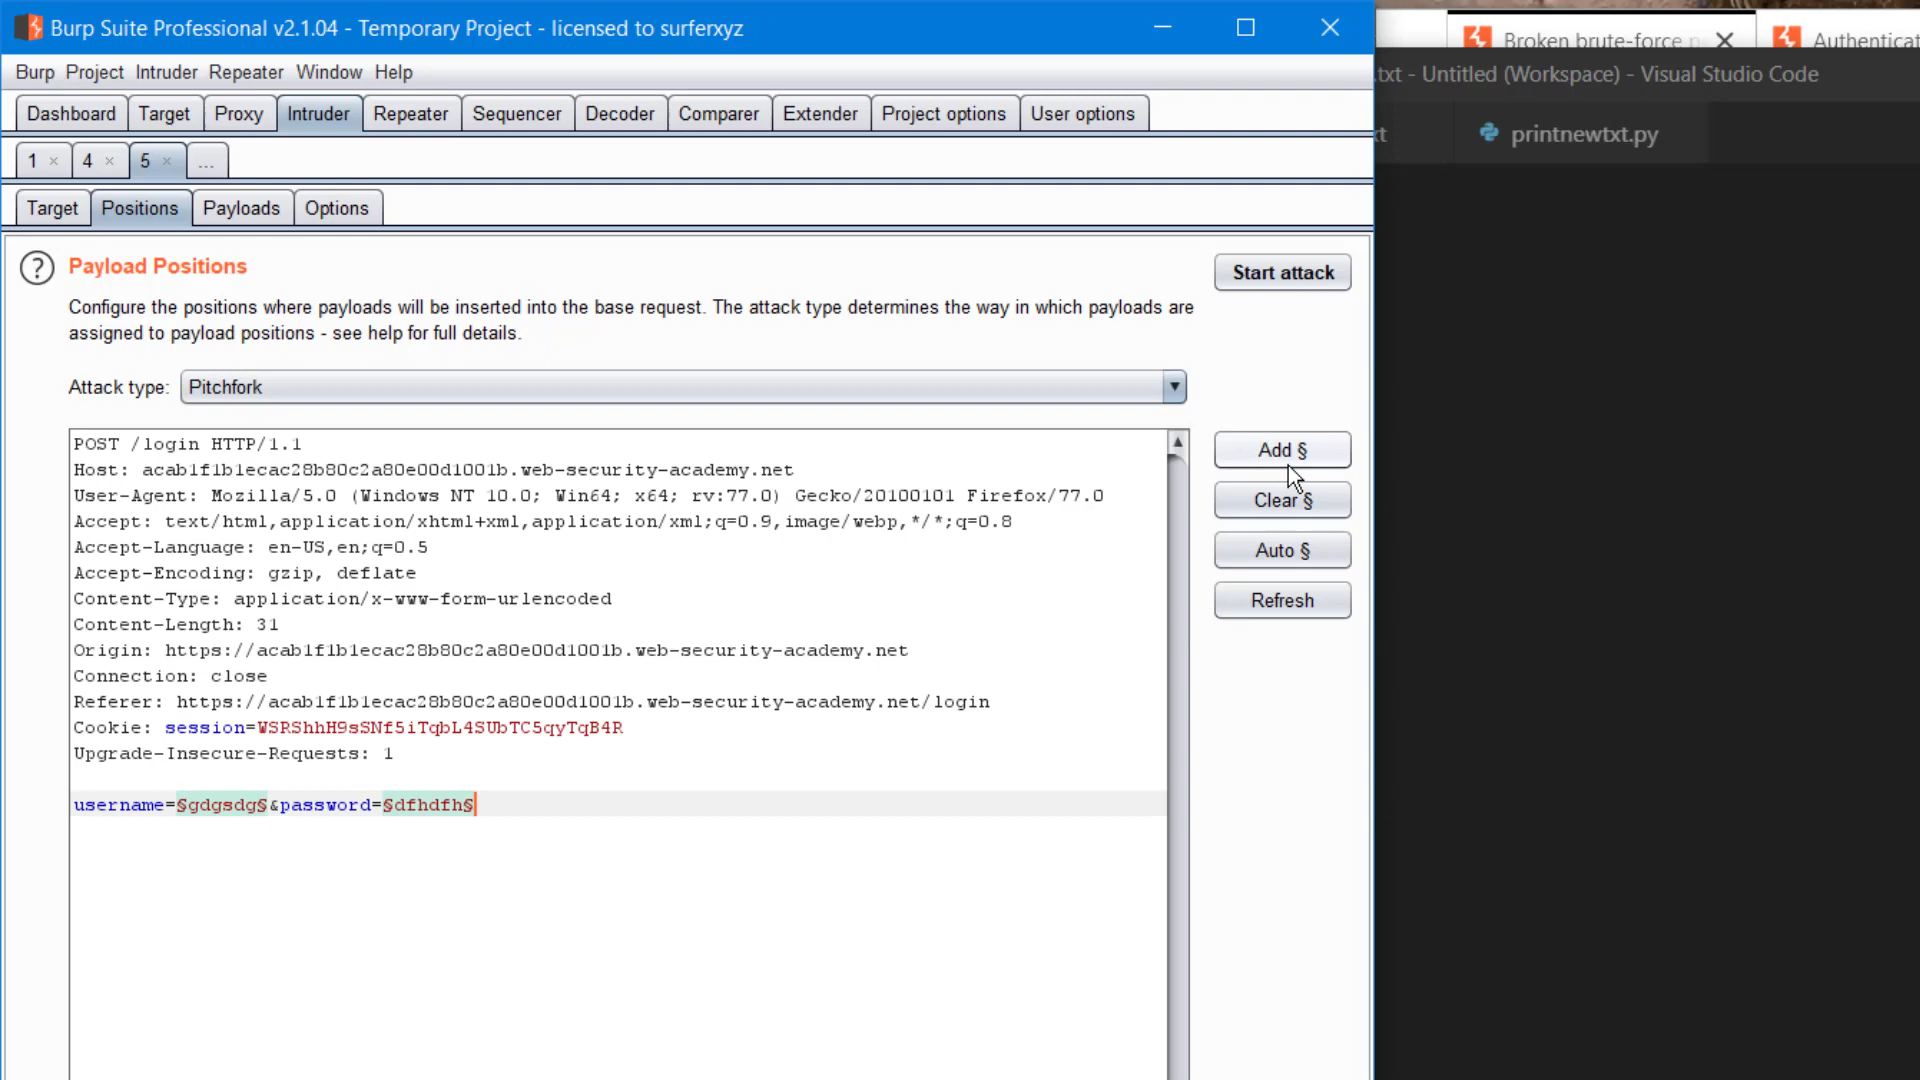 Burp Suite Professional v2.1.04 - Temporary Project - licensed to surferxyz
Broken brute-force p
Authenticat
Burp Project Intruder Repeater Window Help
.txt - Untitled (Workspace) - Visual Studio Code
Dashboard Target Proxy Intruder Repeater Sequencer Decoder Comparer Extender Project options User options
xt
printnewtxt.py
1 × 4 × 5 × ...
Target Positions Payloads Options
? Payload Positions
Start attack
Configure the positions where payloads will be inserted into the base request. The attack type determines the way in which payloads are
assigned to payload positions - see help for full details.
Attack type: Pitchfork
POST /login HTTP/1.1
Host: acab1f1b1ecac28b80c2a80e00d1001b.web-security-academy.net
User-Agent: Mozilla/5.0 (Windows NT 10.0; Win64; x64; rv:77.0) Gecko/20100101 Firefox/77.0
Accept: text/html,application/xhtml+xml,application/xml;q=0.9,image/webp,*/*;q=0.8
Accept-Language: en-US,en;q=0.5
Accept-Encoding: gzip, deflate
Content-Type: application/x-www-form-urlencoded
Content-Length: 31
Origin: https://acab1f1b1ecac28b80c2a80e00d1001b.web-security-academy.net
Connection: close
Referer: https://acab1f1b1ecac28b80c2a80e00d1001b.web-security-academy.net/login
Cookie: session=WSRShhH9sSNf5iTqbL4SUbTC5qyTqB4R
Upgrade-Insecure-Requests: 1
username=§gdgsdg§&password=§dfhdfh§
Add §
Clear §
Auto §
Refresh